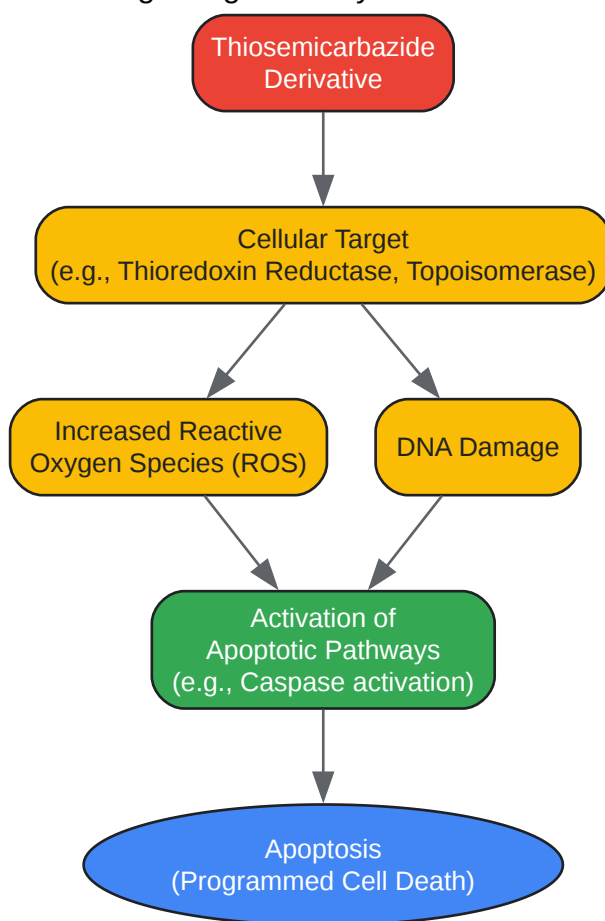 Thiosemicarbazide
Derivative
Cellular Target
(e.g., Thioredoxin Reductase, Topoisomerase)
Increased Reactive
Oxygen Species (ROS)
DNA Damage
Activation of
Apoptotic Pathways
(e.g., Caspase activation)
Apoptosis
(Programmed Cell Death)